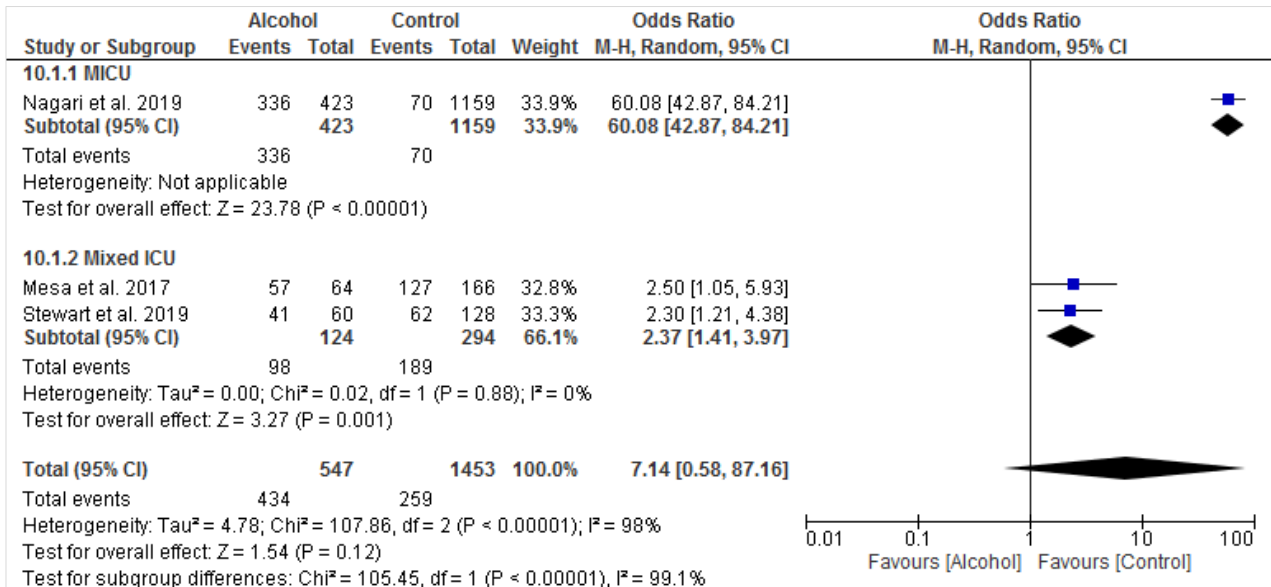 Alcohol Control Odds Ratio Odds Ratio
Study or Subgroup Events Total Events Total Weight M-H, Random, 95% CI M-H, Random, 95% CI
10.1.1 MICU
Nagari et al. 2019 336 423 70 1159 33.9% 60.08 [42.87, 84.21]
Subtotal (95% CI) 423 1159 33.9% 60.08 [42.87, 84.21]
Total events 336 70
Heterogeneity: Not applicable
Test for overall effect: Z = 23.78 (P < 0.00001)
10.1.2 Mixed ICU
Mesa et al. 2017 57 64 127 166 32.8% 2.50 [1.05, 5.93]
Stewart et al. 2019 41 60 62 128 33.3% 2.30 [1.21, 4.38]
Subtotal (95% CI) 124 294 66.1% 2.37 [1.41, 3.97]
Total events 98 189
Heterogeneity: Tau² = 0.00; Chi² = 0.02, df = 1 (P = 0.88); I² = 0%
Test for overall effect: Z = 3.27 (P = 0.001)
Total (95% CI) 547 1453 100.0% 7.14 [0.58, 87.16]
Total events 434 259
Heterogeneity: Tau² = 4.78; Chi² = 107.86, df = 2 (P < 0.00001); I² = 98%
Test for overall effect: Z = 1.54 (P = 0.12)
Test for subgroup differences: Chi² = 105.45, df = 1 (P < 0.00001), I² = 99.1%
0.01 0.1 1 10 100
Favours [Alcohol] Favours [Control]